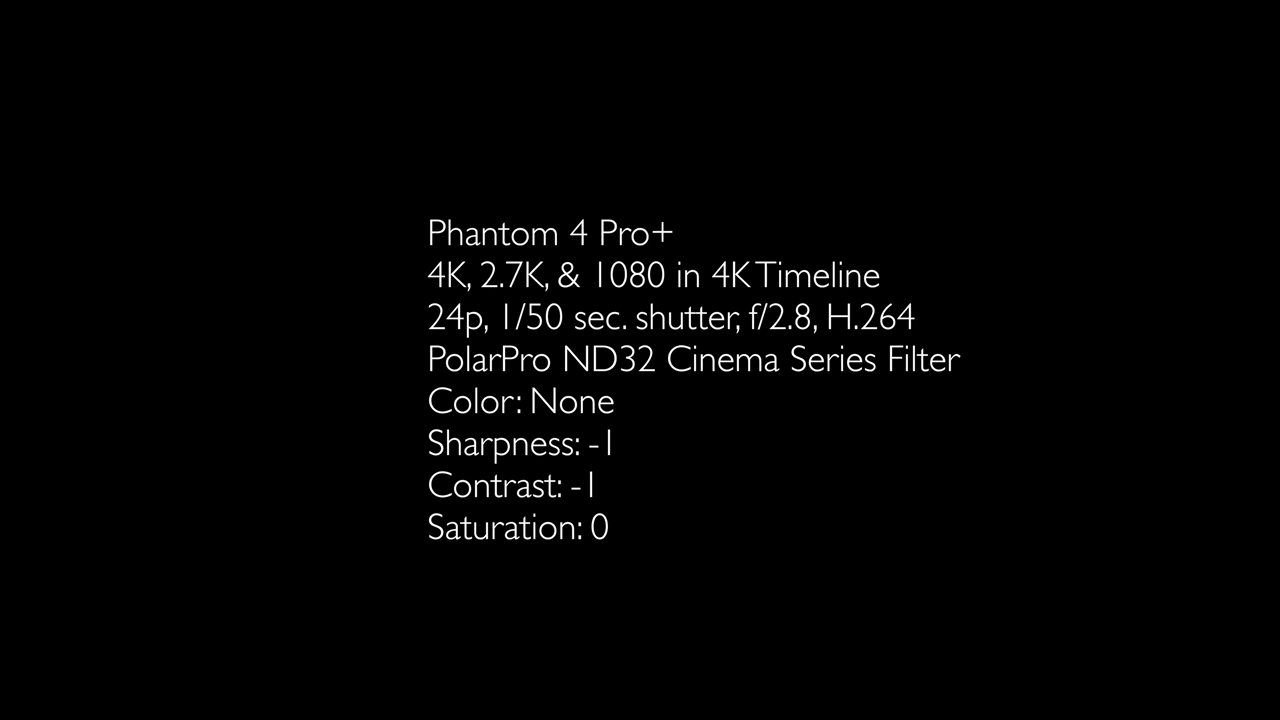 Phantom 4 Pro+
4K, 2.7K, & 1080 in 4K Timeline
24p, 1/50 sec. shutter, f/2.8, H.264
PolarPro ND32 Cinema Series Filter
Color: None
Sharpness: -1
Contrast: -1
Saturation: 0